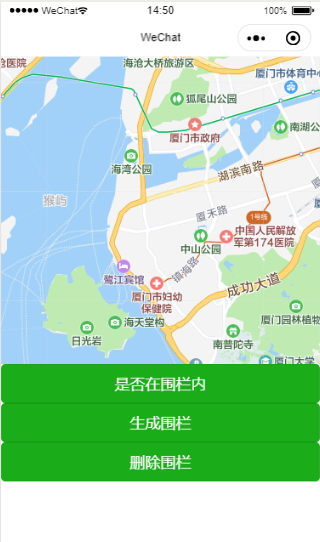 WeChat 14:50 100%
WeChat
沧医院
海沧大桥旅游区
厦门市体育中心
狐尾山公园
南湖公
厦门市政府
海湾公园
湖滨南路
猴屿
厦禾路
1号线
中国人民解放
军第174医院
中山公园
鹭江宾馆
镇海路
成功大道
厦门市妇幼
保健院
厦门园林植物
海天堂构
日光岩
南普陀寺
厦门大学
是否在围栏内
生成围栏
删除围栏